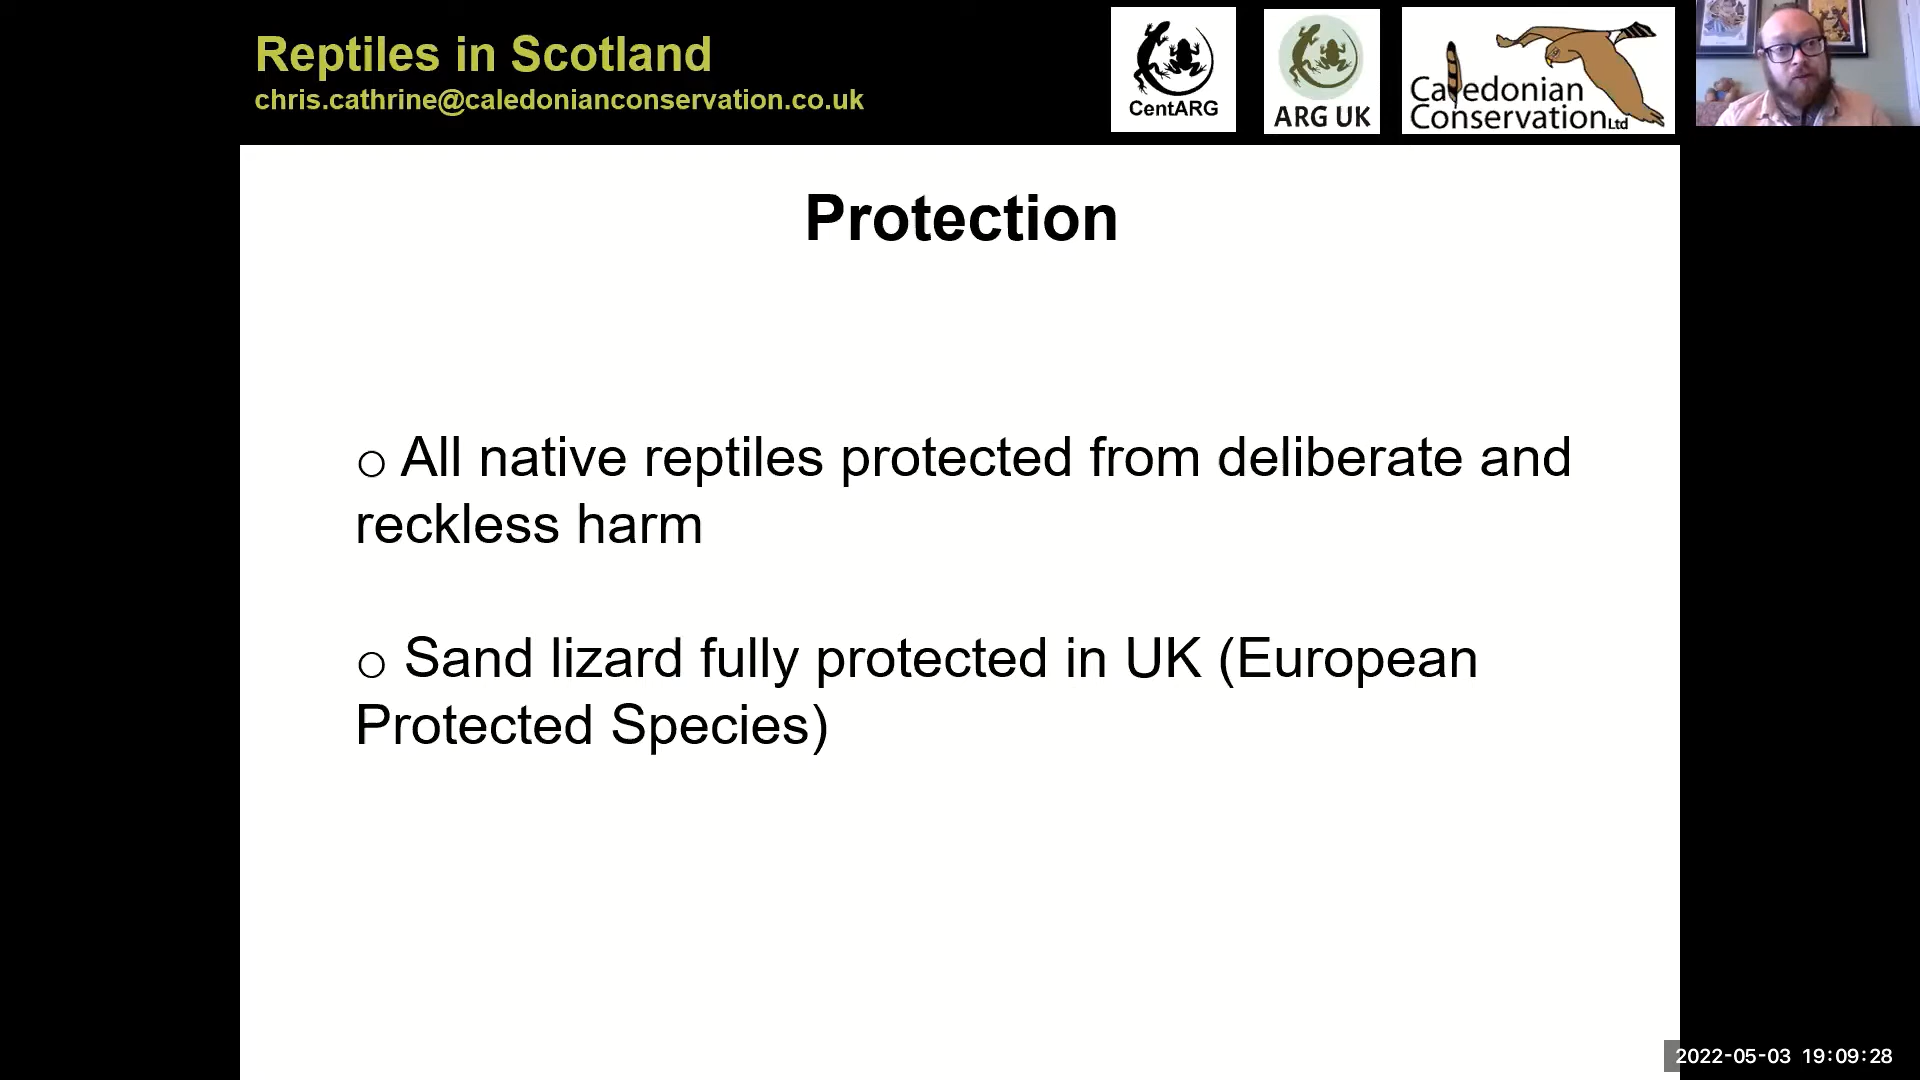 Reptiles in Scotland
chris.cathrine@caledonianconservation.co.uk
CentARG
ARG UK
Caledonian
Conservation Ltd
Protection
o All native reptiles protected from deliberate and
reckless harm
o Sand lizard fully protected in UK (European
Protected Species)
2022-05-03 19:09:28